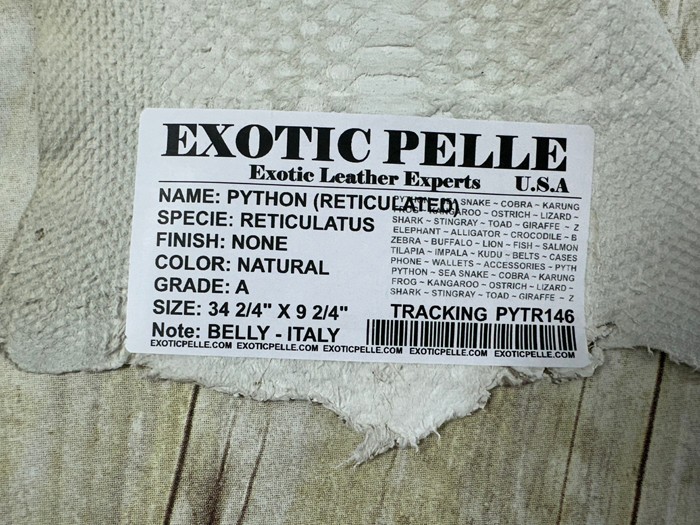 EXOTIC PELLE
Exotic Leather Experts U.S.A
NAME: PYTHON (RETICULATED)
SPECIE: RETICULATUS
FINISH: NONE
COLOR: NATURAL
GRADE: A
SIZE: 34 2/4" X 9 2/4"
Note: BELLY - ITALY
SNAKE ~ COBRA ~ KARUNG
FROG ~ KANGAROO ~ OSTRICH ~ LIZARD ~
SHARK ~ STINGRAY ~ TOAD ~ GIRAFFE ~ Z
ELEPHANT ~ ALLIGATOR ~ CROCODILE ~ B
ZEBRA ~ BUFFALO ~ LION ~ FISH ~ SALMON
TILAPIA ~ IMPALA ~ KUDU ~ BELTS ~ CASES
PHONE ~ WALLETS ~ ACCESSORIES ~ PYTH
PYTHON ~ SEA SNAKE ~ COBRA ~ KARUNG
FROG ~ KANGAROO ~ OSTRICH ~ LIZARD ~
SHARK ~ STINGRAY ~ TOAD ~ GIRAFFE ~ Z
TRACKING PYTR146
EXOTICPELLE.COM EXOTICPELLE.COM EXOTICPELLE.COM EXOTICPELLE.COM EXOTICPELLE.COM